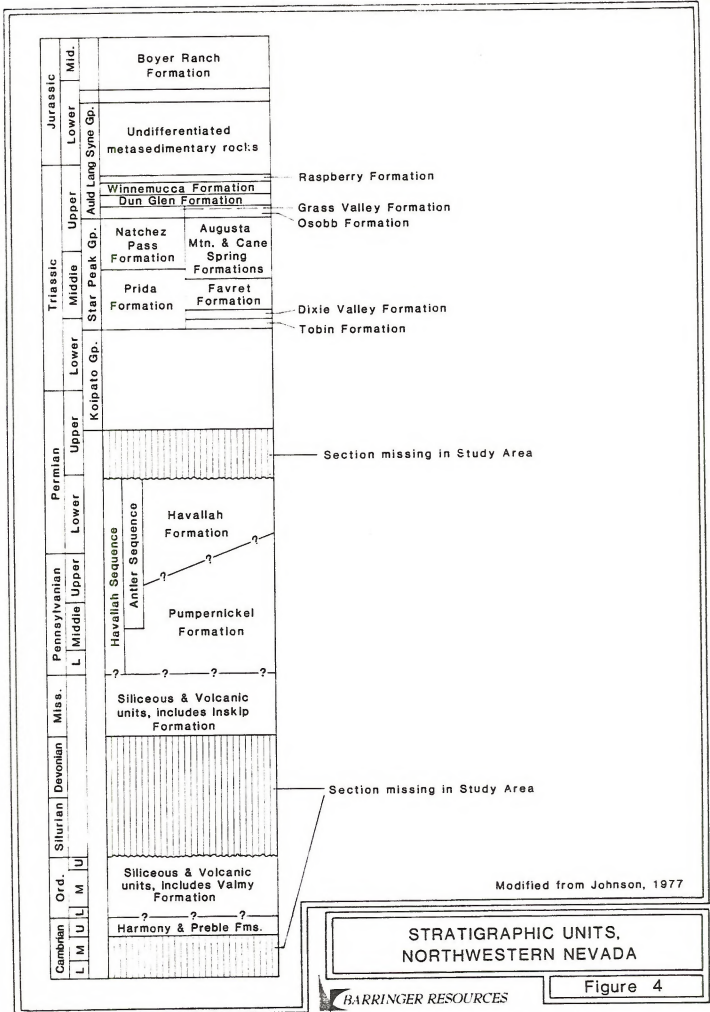 Jurassic
Mid.
Lower
Triassic
Upper
Middle
Lower
Permian
Upper
Lower
Pennsylvanian
Upper
Middle
L
Miss.
Devonian
Silurian
Ord.
U
M
L
Cambrian
U
M
L
Auld Lang Syne Gp.
Star Peak Gp.
Koipato Gp.
Boyer Ranch
Formation
Undifferentiated
metasedimentary rocks
Raspberry Formation
Winnemucca Formation
Dun Glen Formation
Grass Valley Formation
Osobb Formation
Natchez
Pass
Formation
Augusta
Mtn. & Cane
Spring
Formations
Prida
Formation
Favret
Formation
Dixie Valley Formation
Tobin Formation
Section missing in Study Area
Havallah Sequence
Antler Sequence
Havallah
Formation
? ? ?
Pumpernickel
Formation
? ? ? ?
Siliceous & Volcanic
units, includes Inskip
Formation
Section missing in Study Area
Siliceous & Volcanic
units, Includes Valmy
Formation
? ? ?
Harmony & Preble Fms.
Modified from Johnson, 1977
STRATIGRAPHIC UNITS,
NORTHWESTERN NEVADA
BARRINGER RESOURCES
Figure 4